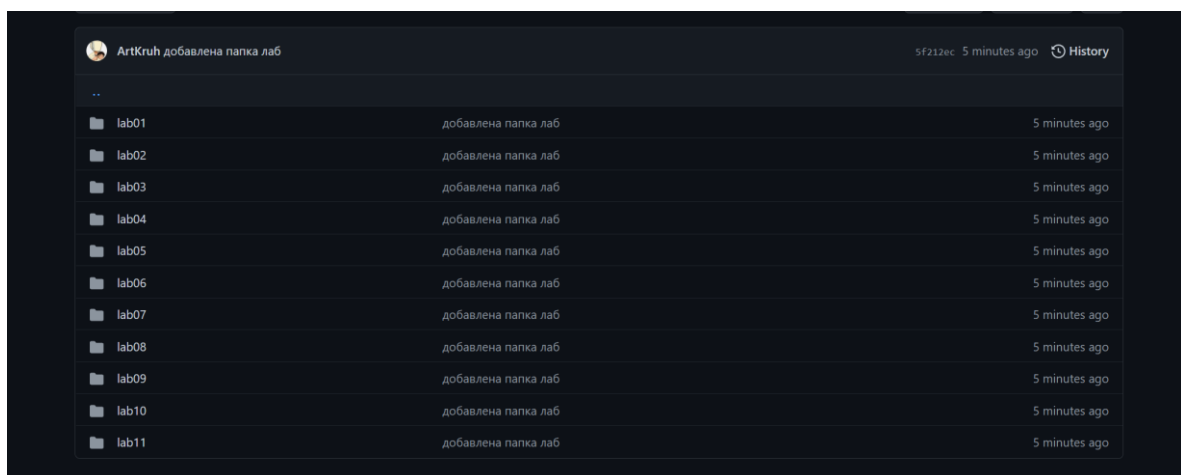 ArtKruh добавлена папка лаб 5f212ec 5 minutes ago History
..
lab01 добавлена папка лаб 5 minutes ago
lab02 добавлена папка лаб 5 minutes ago
lab03 добавлена папка лаб 5 minutes ago
lab04 добавлена папка лаб 5 minutes ago
lab05 добавлена папка лаб 5 minutes ago
lab06 добавлена папка лаб 5 minutes ago
lab07 добавлена папка лаб 5 minutes ago
lab08 добавлена папка лаб 5 minutes ago
lab09 добавлена папка лаб 5 minutes ago
lab10 добавлена папка лаб 5 minutes ago
lab11 добавлена папка лаб 5 minutes ago